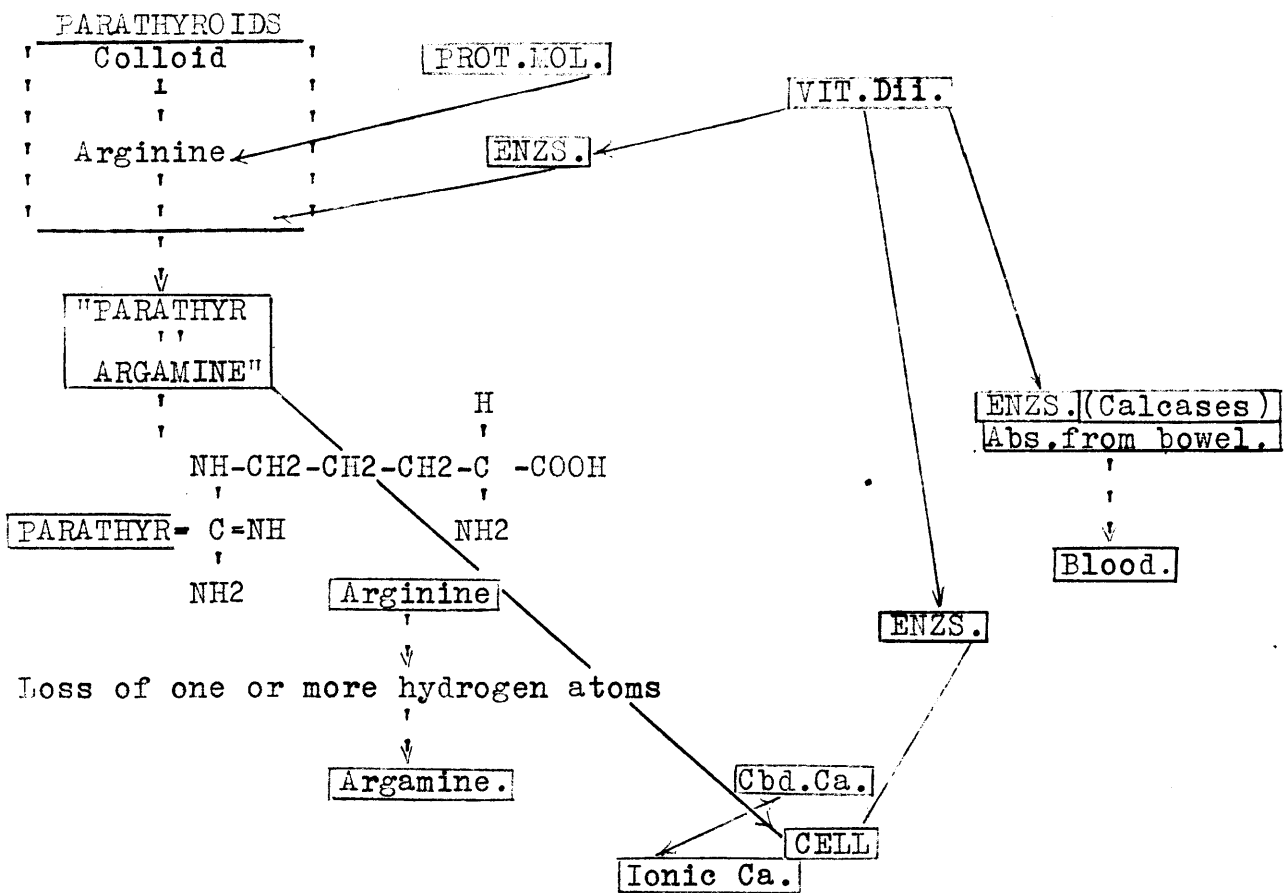 PARATHYROIDS
Colloid
PROT.MOL.
VIT.Dii.
Arginine
ENZS.
"PARATHYR
ARGAMINE"
ENZS.(Calcases)
Abs.from bowel.
H
NH-CH2-CH2-CH2-C -COOH
PARATHYR- C=NH
NH2
NH2
Blood.
Arginine
ENZS.
Loss of one or more hydrogen atoms
Argamine.
Cbd.Ca.
CELL
Ionic Ca.